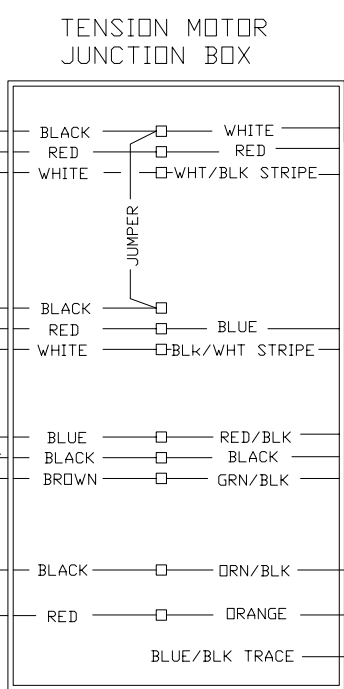 TENSION MOTOR
JUNCTION BOX
BLACK WHITE
RED RED
WHITE WHT/BLK STRIPE
JUMPER
BLACK
RED BLUE
WHITE BLk/WHT STRIPE
BLUE RED/BLK
BLACK BLACK
BROWN GRN/BLK
BLACK ORN/BLK
RED ORANGE
BLUE/BLK TRACE